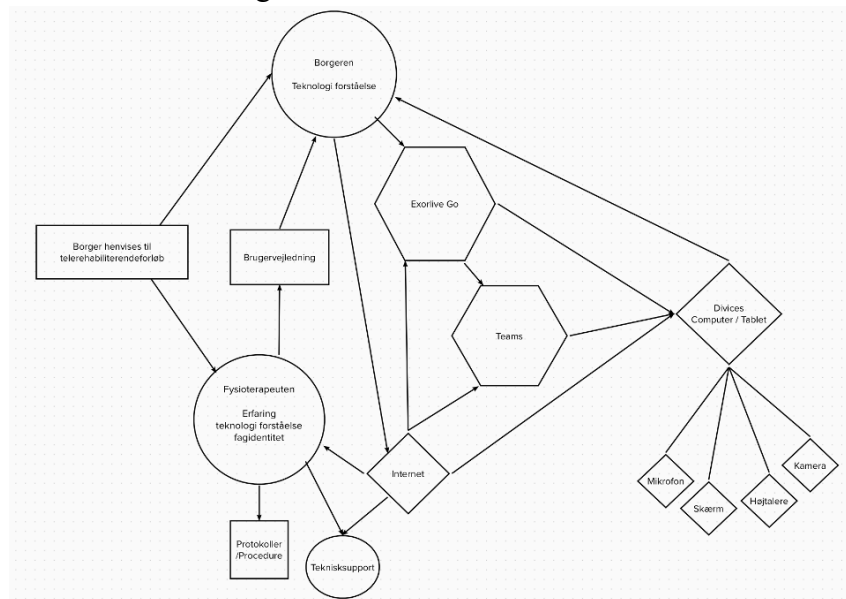 Borgeren
Teknologi forståelse
Exorlive Go
Borger henvises til
telerehabiliterendeforløb
Brugervejledning
Divices
Computer / Tablet
Teams
Fysioterapeuten
Erfaring
teknologi forståelse
fagidentitet
Internet
Kamera
Mikrofon
Skærm
Højtalere
Protokoller
/Procedure
Teknisksupport